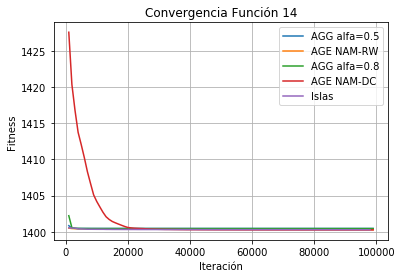 Convergencia Función 14
AGG alfa=0.5
AGE NAM-RW
AGG alfa=0.8
AGE NAM-DC
Islas
Fitness
1425
1420
1415
1410
1405
1400
0
20000
40000
60000
80000
100000
Iteración